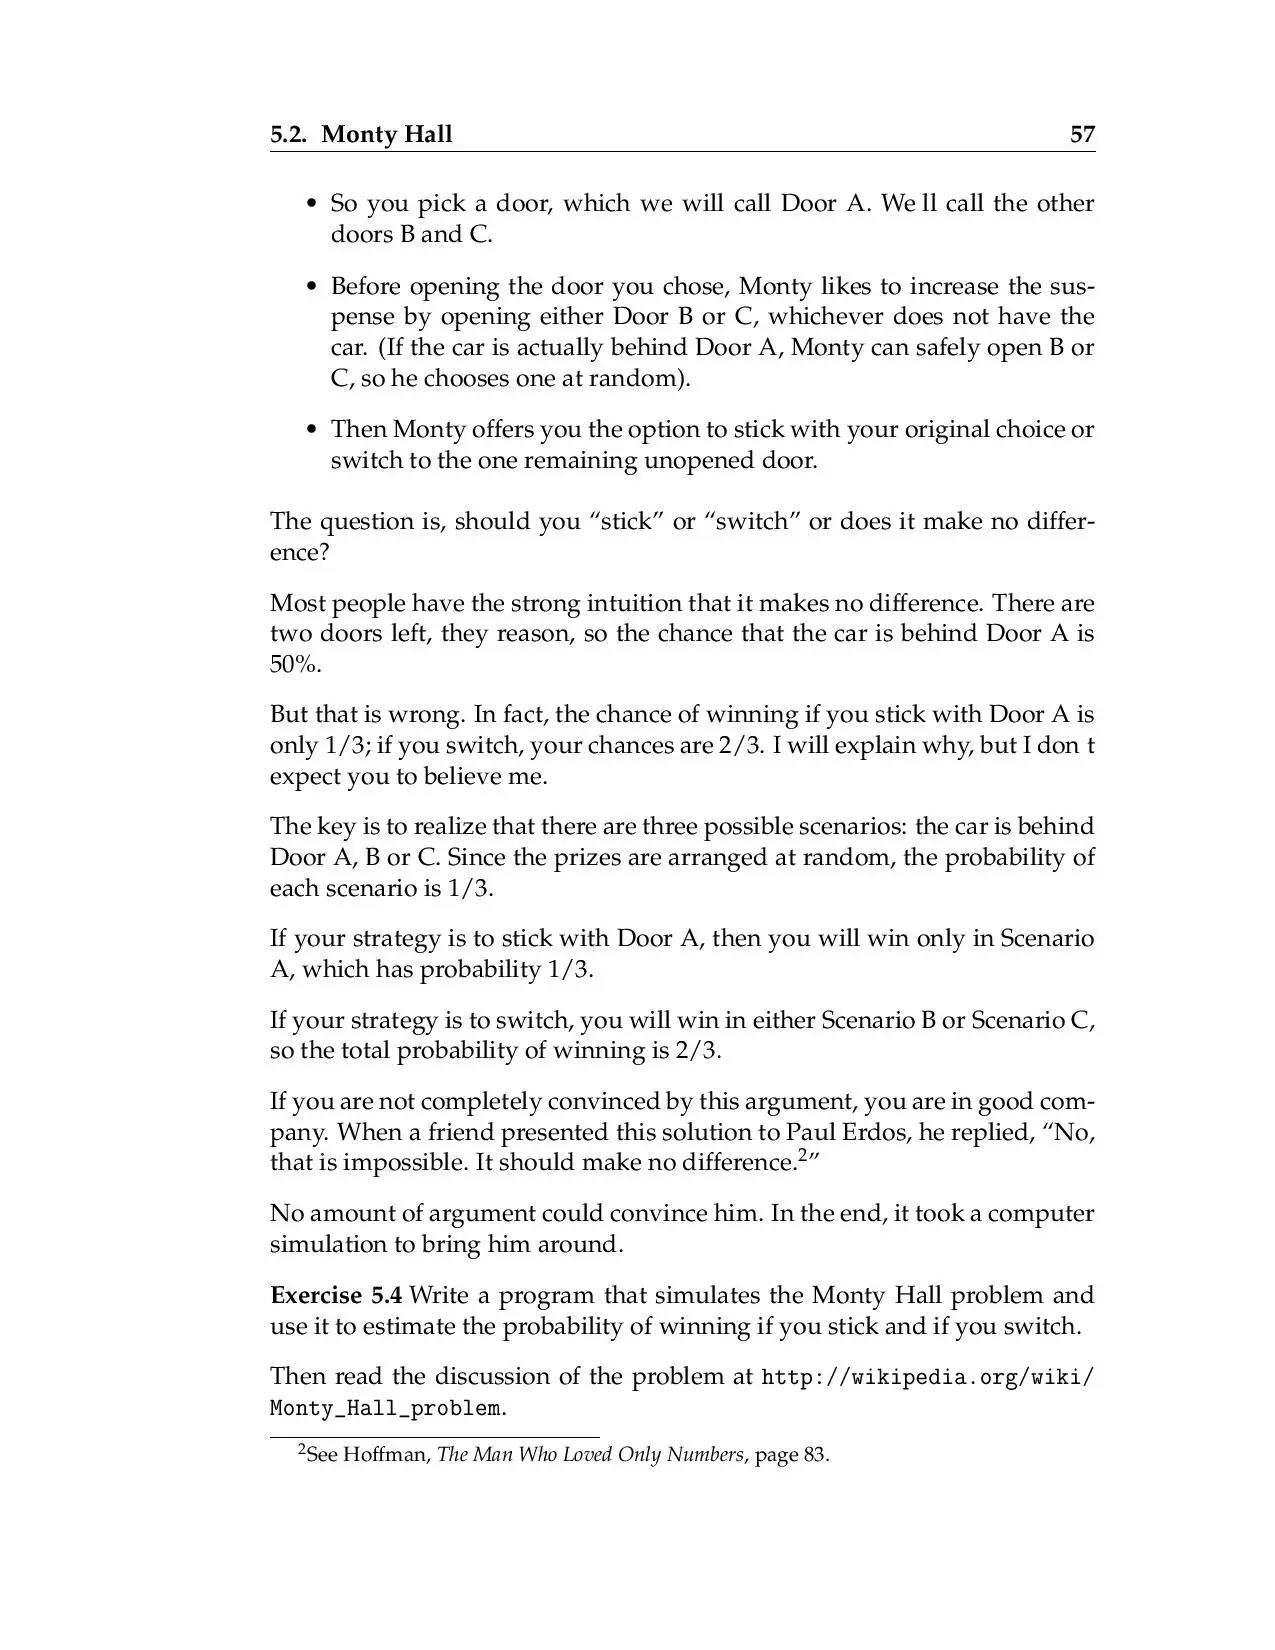 5.2. Monty Hall 57
• So you pick a door, which we will call Door A. We ll call the other
doors B and C.
• Before opening the door you chose, Monty likes to increase the sus-
pense by opening either Door B or C, whichever does not have the
car. (If the car is actually behind Door A, Monty can safely open B or
C, so he chooses one at random).
• Then Monty offers you the option to stick with your original choice or
switch to the one remaining unopened door.
The question is, should you “stick” or “switch” or does it make no differ-
ence?
Most people have the strong intuition that it makes no difference. There are
two doors left, they reason, so the chance that the car is behind Door A is
50%.
But that is wrong. In fact, the chance of winning if you stick with Door A is
only 1/3; if you switch, your chances are 2/3. I will explain why, but I don t
expect you to believe me.
The key is to realize that there are three possible scenarios: the car is behind
Door A, B or C. Since the prizes are arranged at random, the probability of
each scenario is 1/3.
If your strategy is to stick with Door A, then you will win only in Scenario
A, which has probability 1/3.
If your strategy is to switch, you will win in either Scenario B or Scenario C,
so the total probability of winning is 2/3.
If you are not completely convinced by this argument, you are in good com-
pany. When a friend presented this solution to Paul Erdos, he replied, “No,
that is impossible. It should make no difference.²”
No amount of argument could convince him. In the end, it took a computer
simulation to bring him around.
Exercise 5.4 Write a program that simulates the Monty Hall problem and
use it to estimate the probability of winning if you stick and if you switch.
Then read the discussion of the problem at http://wikipedia.org/wiki/
Monty_Hall_problem.
²See Hoffman, The Man Who Loved Only Numbers, page 83.